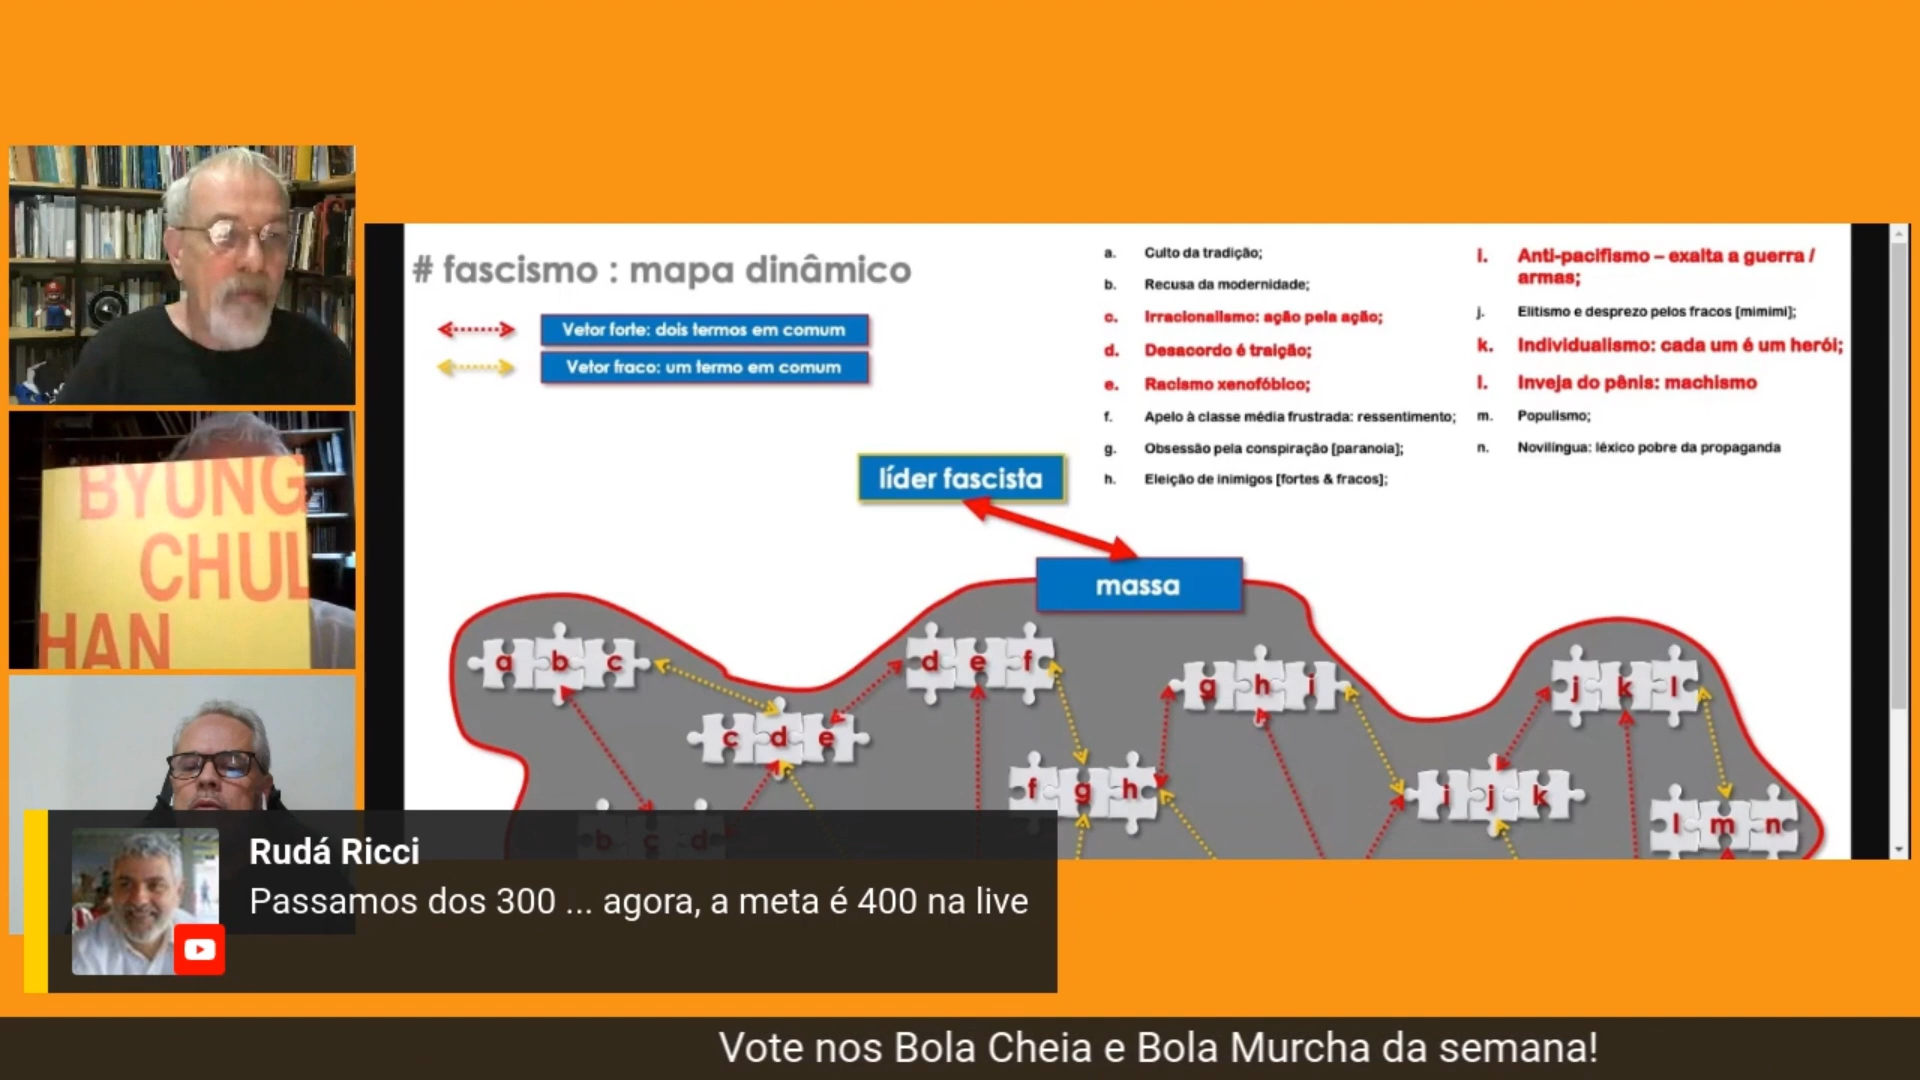 BYUNG
CHUL
HAN
# fascismo : mapa dinâmico
Vetor forte: dois termos em comum
Vetor fraco: um termo em comum
a. Culto da tradição;
b. Recusa da modernidade;
c. Irracionalismo: ação pela ação;
d. Desacordo é traição;
e. Racismo xenofóbico;
f. Apelo à classe média frustrada: ressentimento;
g. Obsessão pela conspiração [paranoia];
h. Eleição de inimigos [fortes & fracos];
i. Anti-pacifismo – exalta a guerra /
armas;
j. Elitismo e desprezo pelos fracos [mimimi];
k. Individualismo: cada um é um herói;
l. Inveja do pênis: machismo
m. Populismo;
n. Novilíngua: léxico pobre da propaganda
líder fascista
massa
a b c
d e f
g h i
j k l
c d e
f g h
i j k
l m n
b c d
Rudá Ricci
Passamos dos 300 ... agora, a meta é 400 na live
Vote nos Bola Cheia e Bola Murcha da semana!